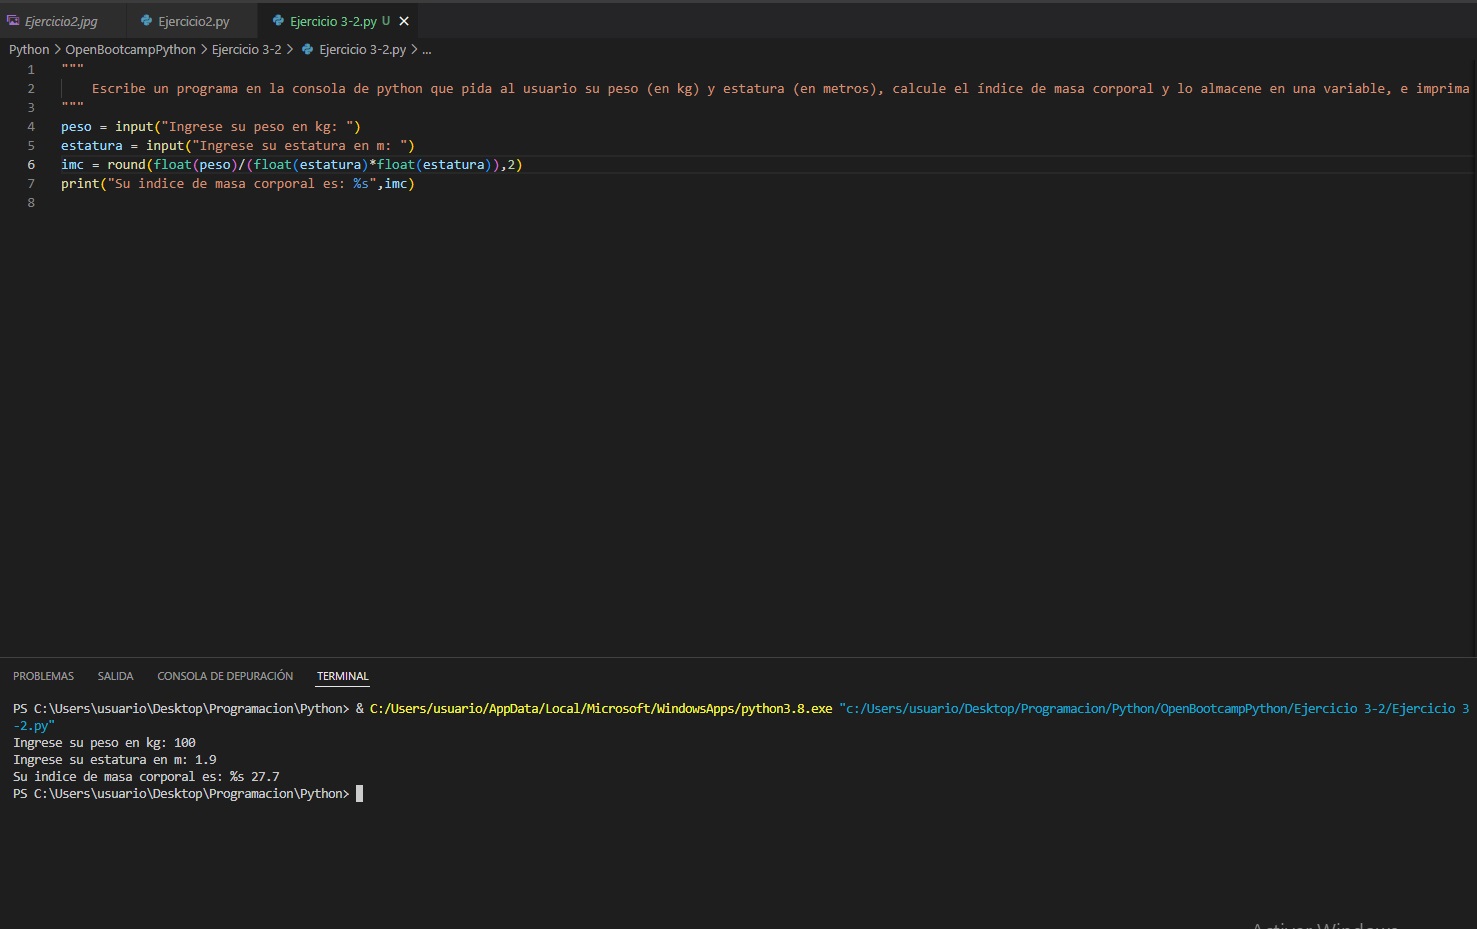 Ejercicio2.jpg Ejercicio2.py Ejercicio 3-2.py U
Python > OpenBootcampPython > Ejercicio 3-2 > Ejercicio 3-2.py > ...
1 """
2 Escribe un programa en la consola de python que pida al usuario su peso (en kg) y estatura (en metros), calcule el índice de masa corporal y lo almacene en una variable, e imprima
3 """
4 peso = input("Ingrese su peso en kg: ")
5 estatura = input("Ingrese su estatura en m: ")
6 imc = round(float(peso)/(float(estatura)*float(estatura)),2)
7 print("Su indice de masa corporal es: %s",imc)
8
PROBLEMAS SALIDA CONSOLA DE DEPURACIÓN TERMINAL
PS C:\Users\usuario\Desktop\Programacion\Python> & C:/Users/usuario/AppData/Local/Microsoft/WindowsApps/python3.8.exe "c:/Users/usuario/Desktop/Programacion/Python/OpenBootcampPython/Ejercicio 3-2/Ejercicio 3
-2.py"
Ingrese su peso en kg: 100
Ingrese su estatura en m: 1.9
Su indice de masa corporal es: %s 27.7
PS C:\Users\usuario\Desktop\Programacion\Python>
Activar Windows